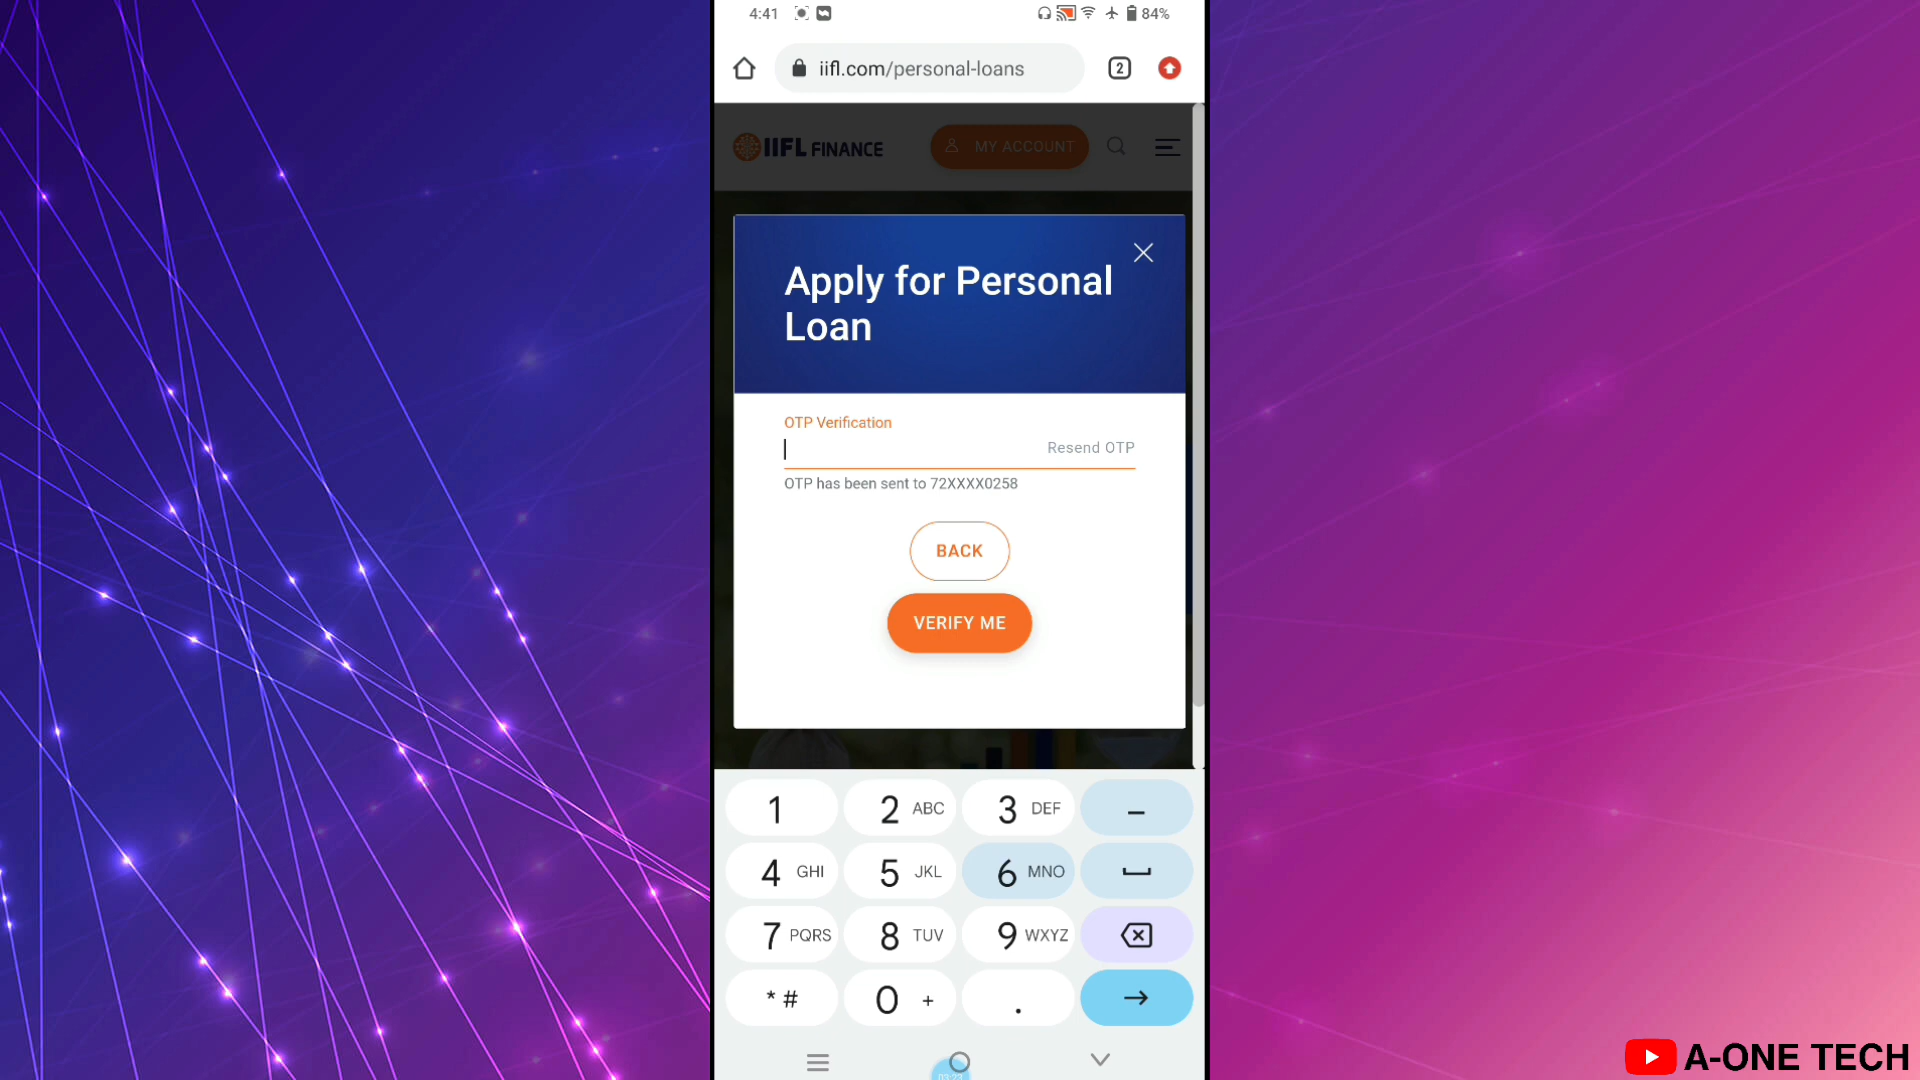 4:41
84%
iifl.com/personal-loans
2
IIFL FINANCE
MY ACCOUNT
Apply for Personal
Loan
OTP Verification
Resend OTP
OTP has been sent to 72XXXX0258
BACK
VERIFY ME
1
2 ABC
3 DEF
-
4 GHI
5 JKL
6 MNO
7 PQRS
8 TUV
9 WXYZ
* #
0 +
.
03:23
A-ONE TECH